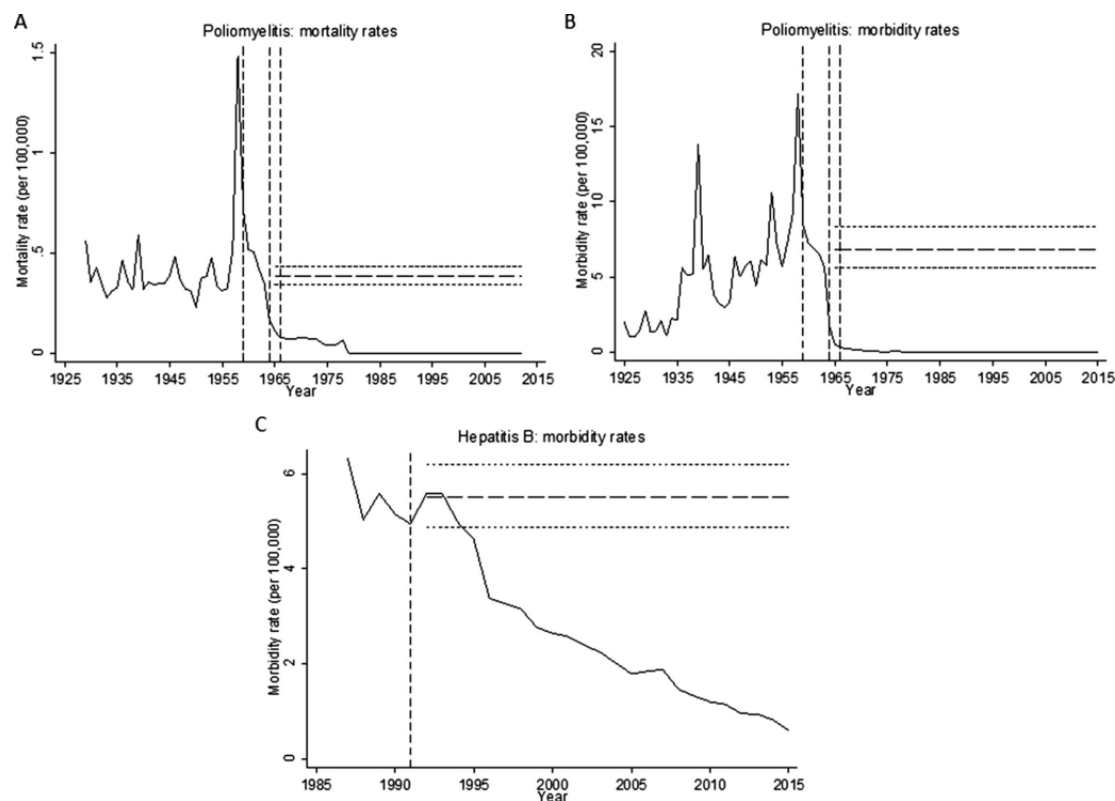 A
Poliomyelitis: mortality rates
Mortality rate (per 100,000)
1.5
1
.5
0
1925 1935 1945 1955 1965 1975 1985 1995 2005 2015
Year
B
Poliomyelitis: morbidity rates
Morbidity rate (per 100,000)
20
15
10
5
0
1925 1935 1945 1955 1965 1975 1985 1995 2005 2015
Year
C
Hepatitis B: morbidity rates
Morbidity rate (per 100,000)
6
4
2
0
1985 1990 1995 2000 2005 2010 2015
Year